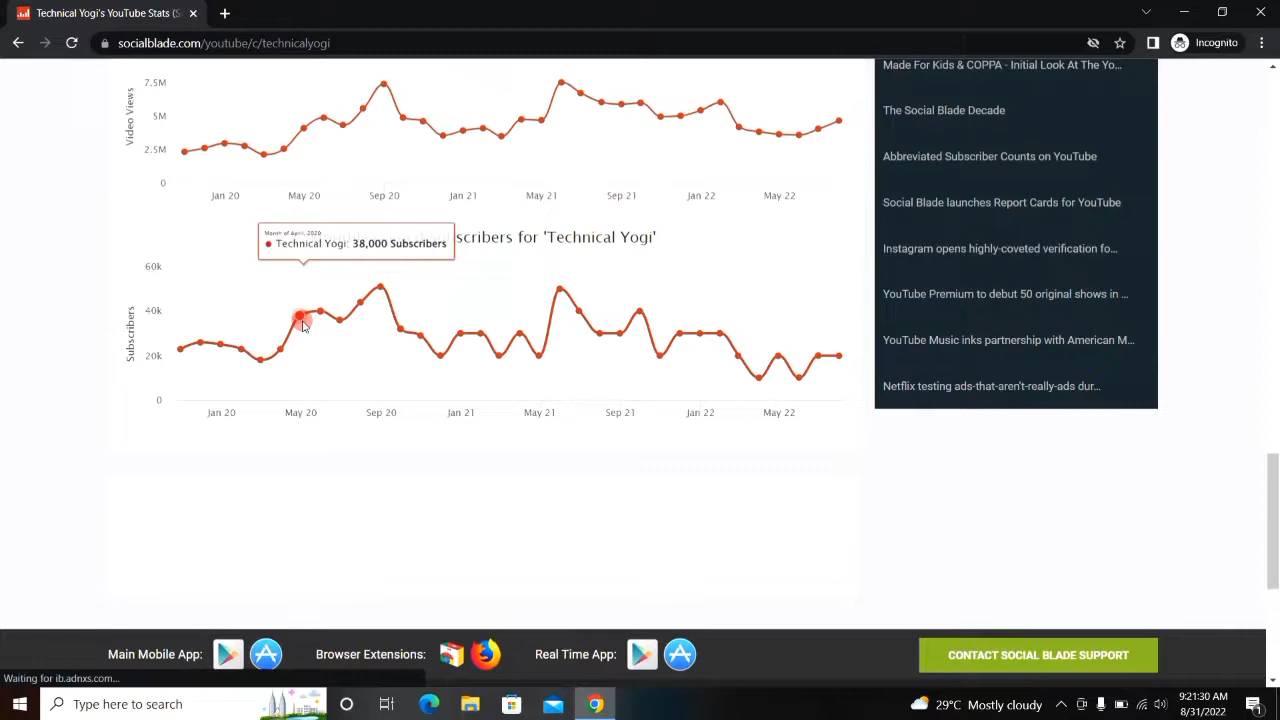 Technical Yogi's YouTube Stats (S
socialblade.com/youtube/c/technicalyogi
Incognito
Video Views
7.5M
5M
2.5M
0
Jan 20 May 20 Sep 20 Jan 21 May 21 Sep 21 Jan 22 May 22
Month of April, 2020
Technical Yogi: 38,000 Subscribers
scribers for 'Technical Yogi'
Subscribers
60k
40k
20k
0
Jan 20 May 20 Sep 20 Jan 21 May 21 Sep 21 Jan 22 May 22
Made For Kids & COPPA - Initial Look At The Yo...
The Social Blade Decade
Abbreviated Subscriber Counts on YouTube
Social Blade launches Report Cards for YouTube
Instagram opens highly-coveted verification fo...
YouTube Premium to debut 50 original shows in ...
YouTube Music inks partnership with American M...
Netflix testing ads-that-aren't-really-ads dur...
Main Mobile App: Browser Extensions: Real Time App: CONTACT SOCIAL BLADE SUPPORT
Waiting for ib.adnxs.com...
Type here to search
29°C Mostly cloudy
9:21:30 AM
8/31/2022
1